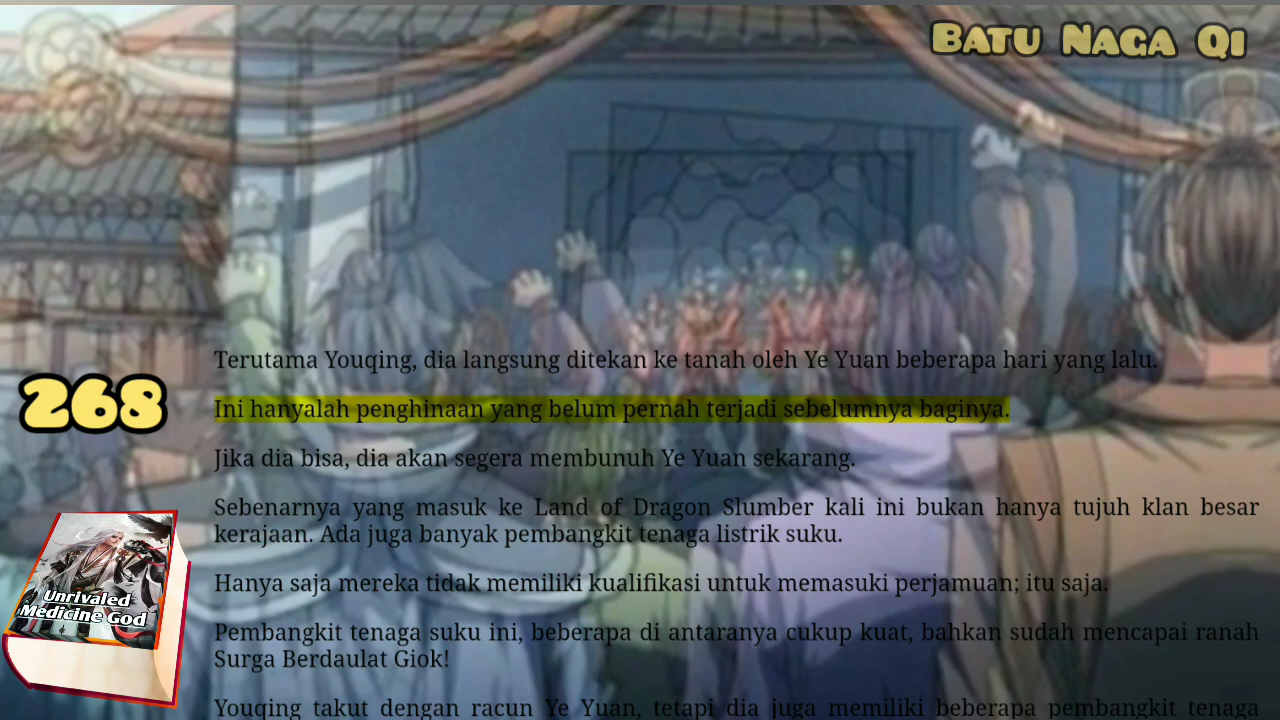 Batu Naga Qi
Terutama Youqing, dia langsung ditekan ke tanah oleh Ye Yuan beberapa hari yang lalu.
268
Ini hanyalah penghinaan yang belum pernah terjadi sebelumnya baginya.
Jika dia bisa, dia akan segera membunuh Ye Yuan sekarang.
Sebenarnya yang masuk ke Land of Dragon Slumber kali ini bukan hanya tujuh klan besar
kerajaan. Ada juga banyak pembangkit tenaga listrik suku.
Hanya saja mereka tidak memiliki kualifikasi untuk memasuki perjamuan; itu saja.
Unrivaled
Medicine God
Pembangkit tenaga suku ini, beberapa di antaranya cukup kuat, bahkan sudah mencapai ranah
Surga Berdaulat Giok!
Youqing takut dengan racun Ye Yuan, tetapi dia juga memiliki beberapa pembangkit tenaga